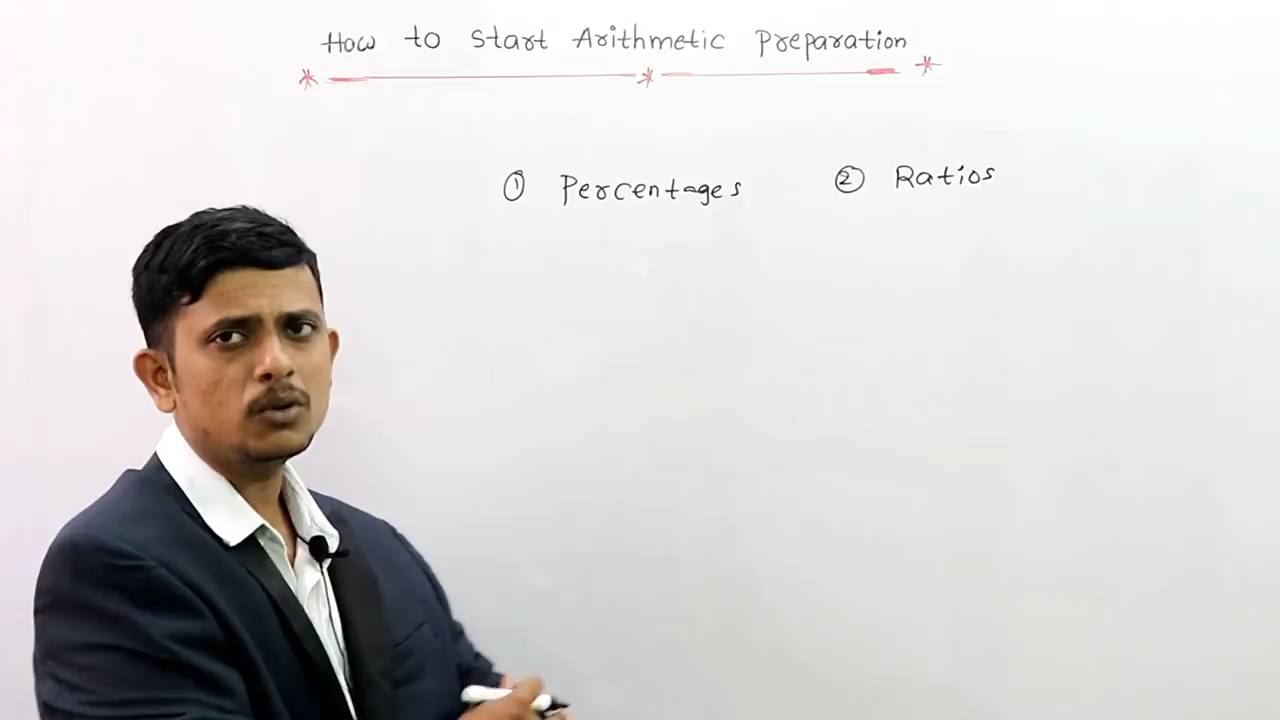 How to Start Arithmetic Preparation
① Percentages ② Ratios